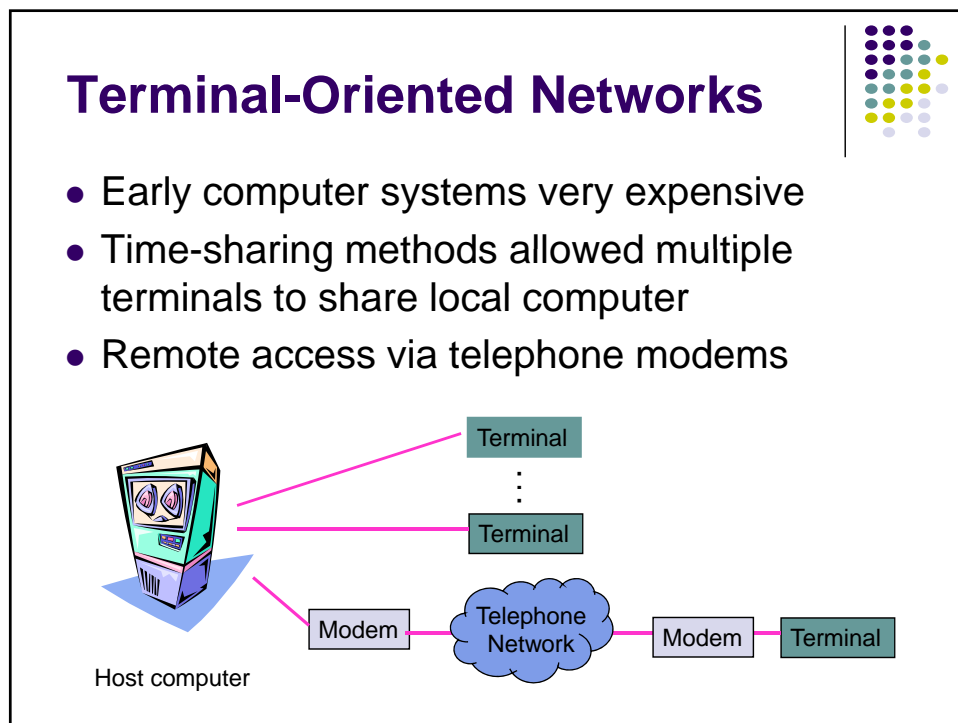 Terminal-Oriented Networks
● Early computer systems very expensive
● Time-sharing methods allowed multiple
terminals to share local computer
● Remote access via telephone modems
Terminal
⋮
Terminal
Modem
Telephone
Network
Modem
Terminal
Host computer